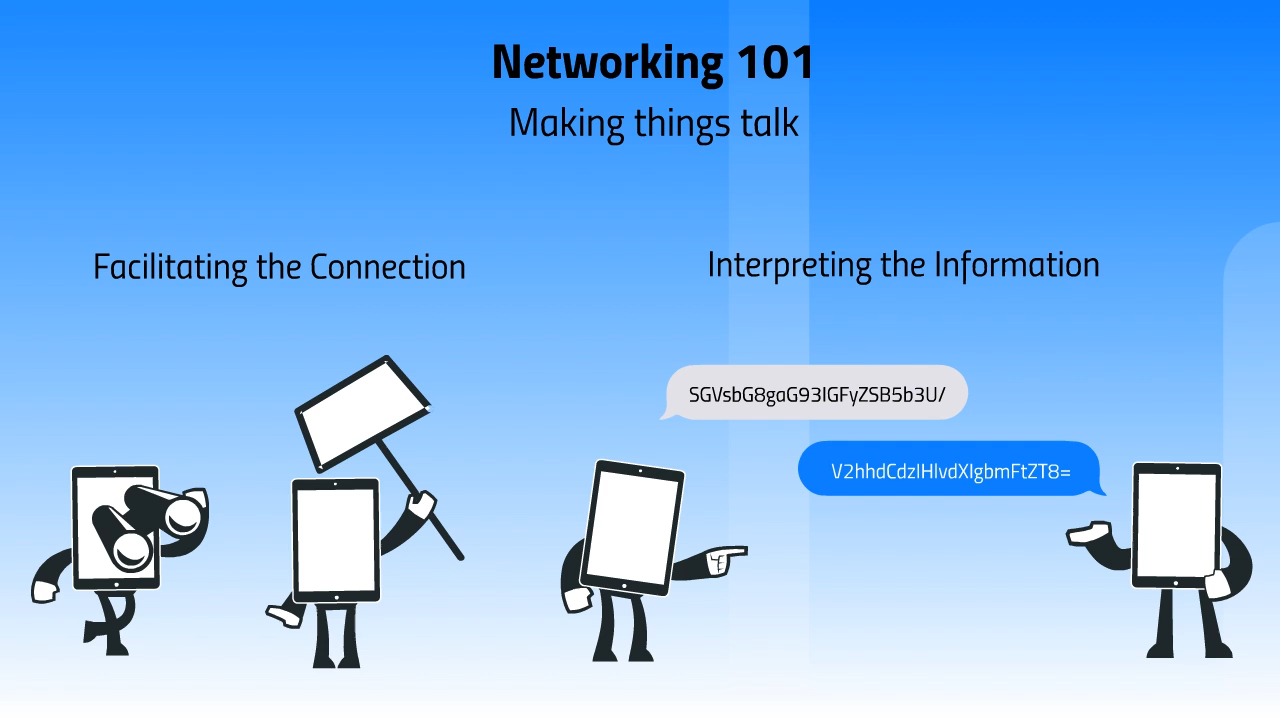 Networking 101
Making things talk
Facilitating the Connection
Interpreting the Information
SGVsbG8gaG93IGFyZSB5b3U/
V2hhdCdzIHlvdXIgbmFtZT8=